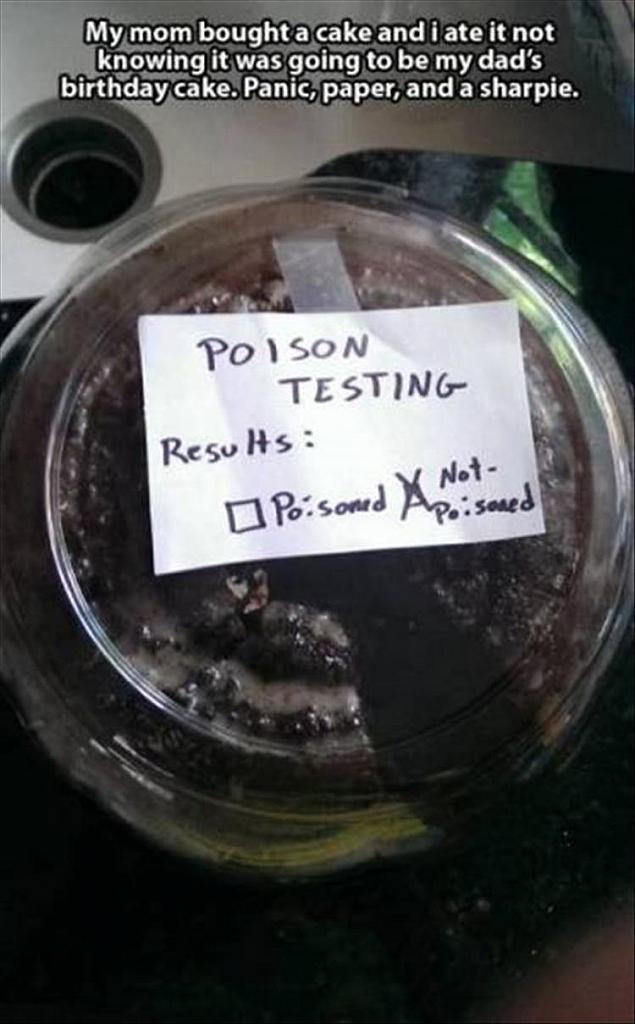 My mom bought a cake and i ate it not
knowing it was going to be my dad's
birthday cake. Panic, paper, and a sharpie.
POISON
TESTING
Results:
Poisoned X Not-
Poisoned